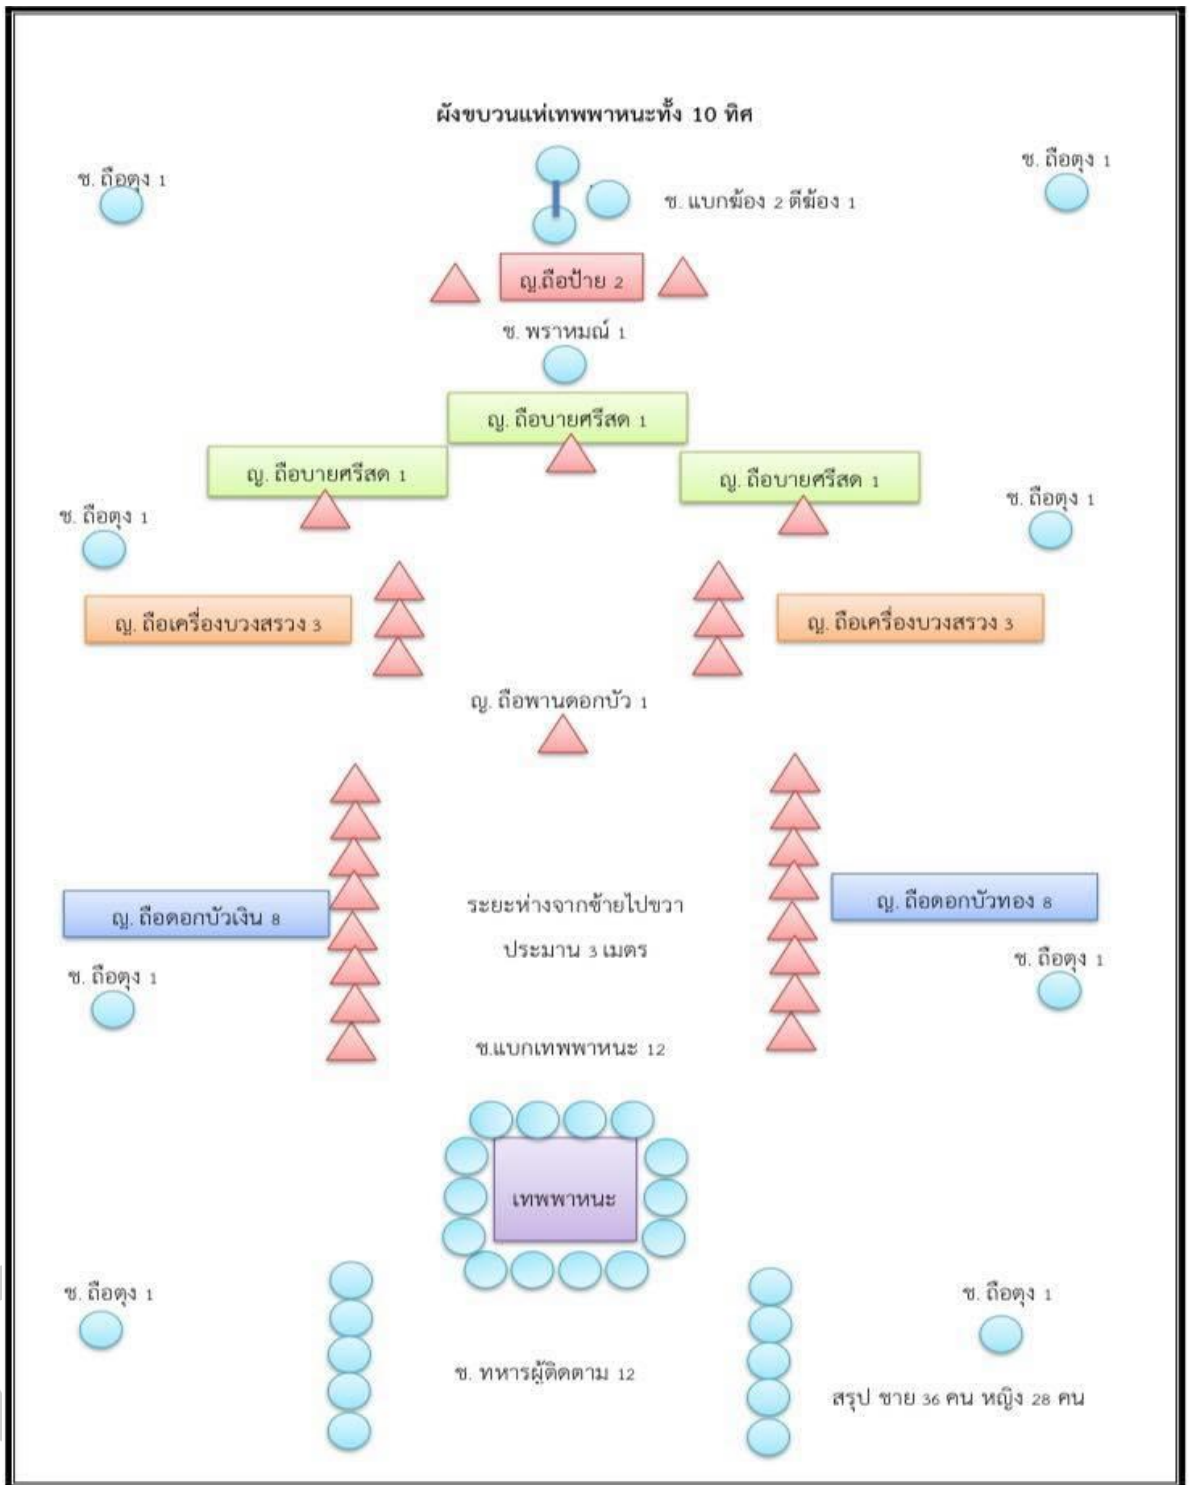 ผังขบวนแห่เทพพาหนะทั้ง 10 ทิศ
ช. ถือตุง 1
ช. ถือตุง 1
ช. แบกฆ้อง 2 ตีฆ้อง 1
ญ.ถือป้าย 2
ช. พราหมณ์ 1
ญ. ถือบายศรีสด 1
ญ. ถือบายศรีสด 1
ญ. ถือบายศรีสด 1
ช. ถือตุง 1
ช. ถือตุง 1
ญ. ถือเครื่องบวงสรวง 3
ญ. ถือเครื่องบวงสรวง 3
ญ. ถือพานดอกบัว 1
ญ. ถือดอกบัวเงิน 8
ระยะห่างจากซ้ายไปขวา
ประมาน 3 เมตร
ญ. ถือดอกบัวทอง 8
ช. ถือตุง 1
ช. ถือตุง 1
ช.แบกเทพพาหนะ 12
เทพพาหนะ
ช. ถือตุง 1
ช. ถือตุง 1
ช. ทหารผู้ติดตาม 12
สรุป ชาย 36 คน หญิง 28 คน